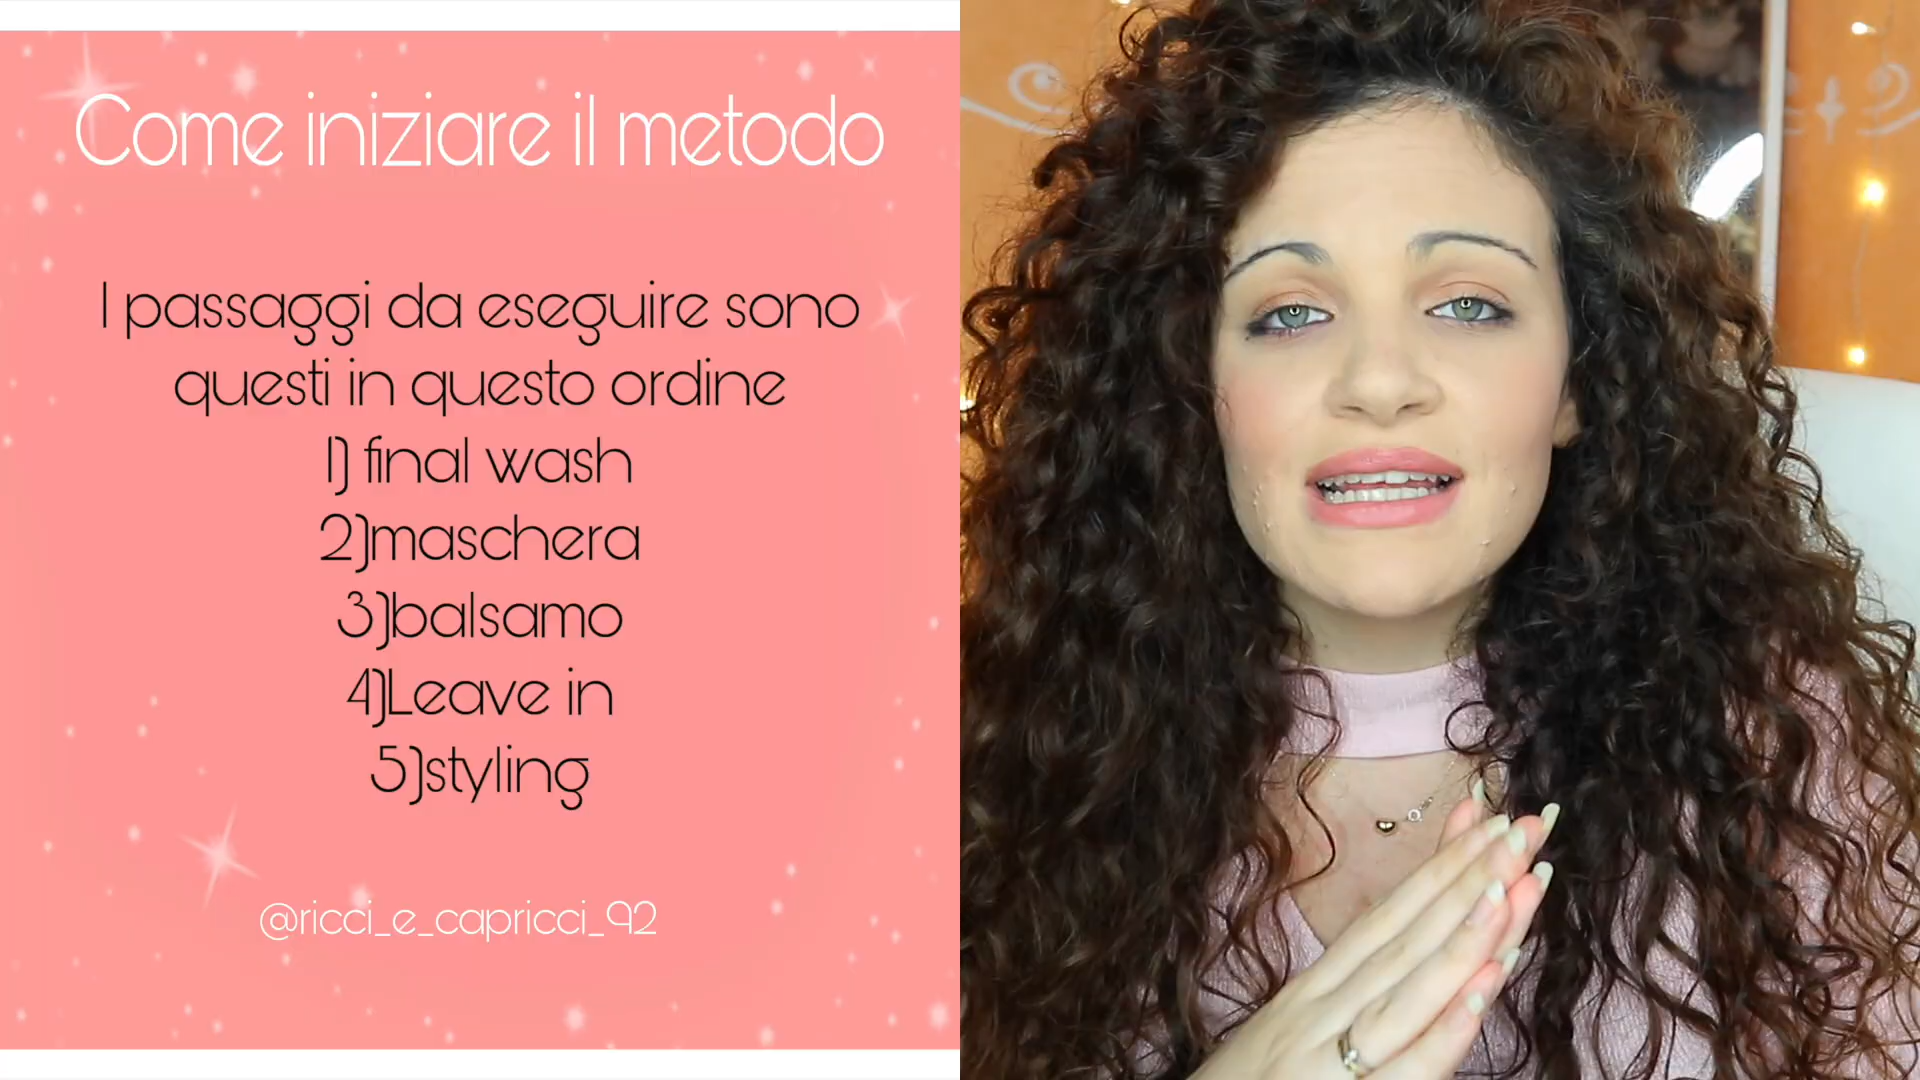 Come iniziare il metodo
I passaggi da eseguire sono
questi in questo ordine
1) final wash
2)maschera
3)balsamo
4)Leave in
5)styling
@ricci_e_capricci_92